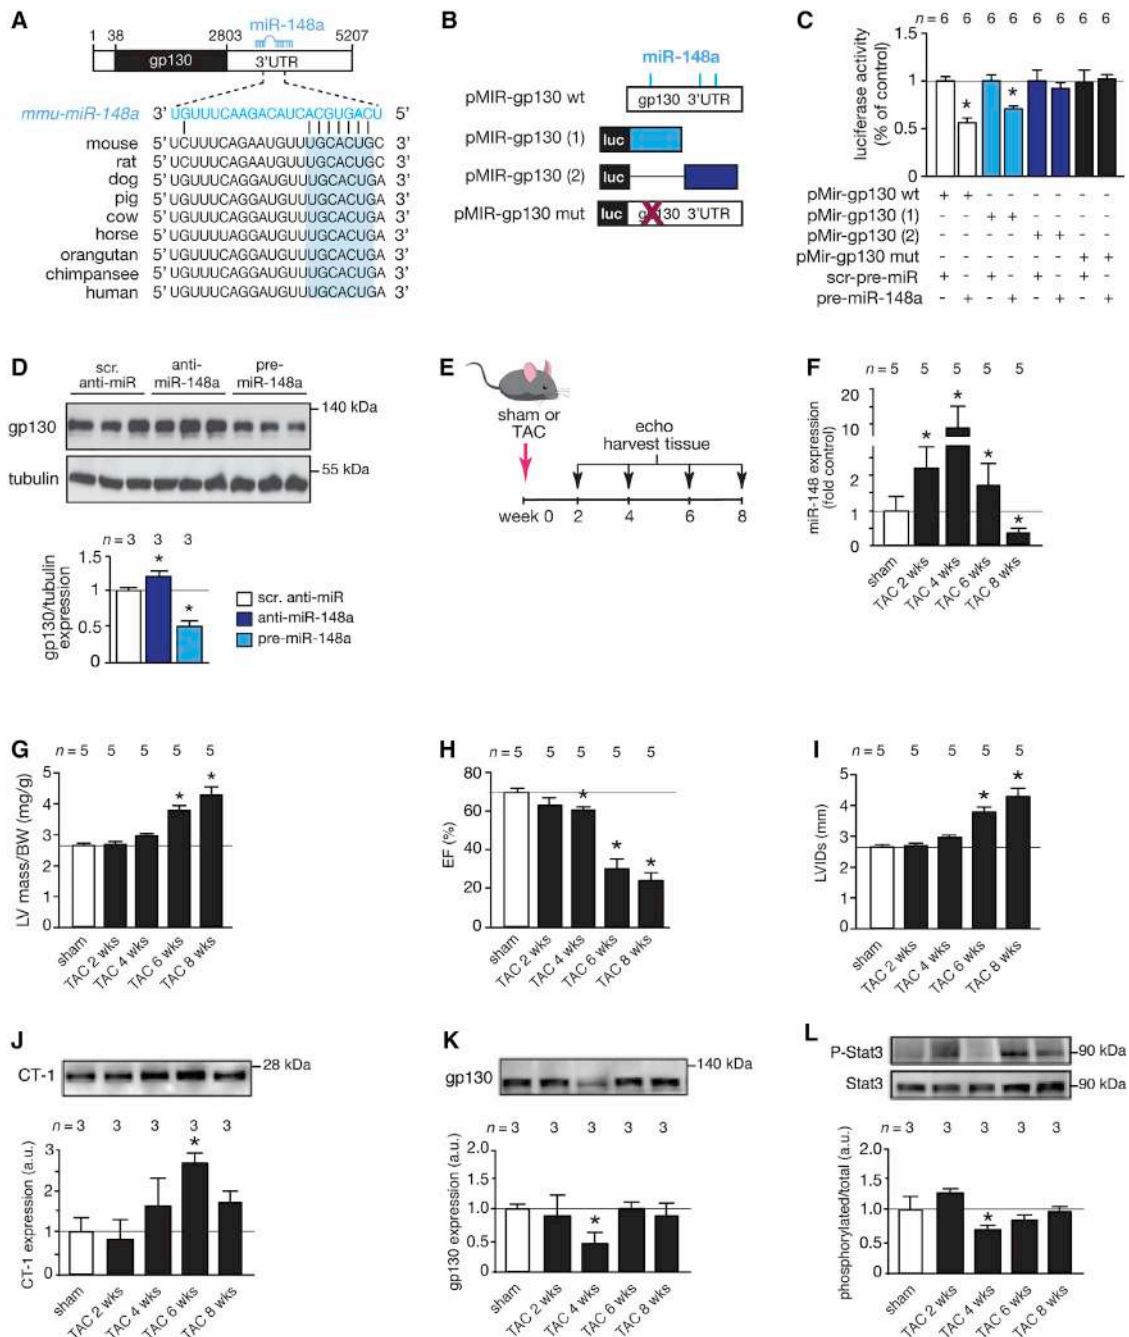 A
miR-148a
1 38 2803 5207
gp130 3'UTR
mmu-miR-148a 3' UGUUUCAAGACAUCACGUGACU 5'
mouse 5' UCUUUCAGAAUGUUUGCACUGC 3'
rat 5' UGUUUCAGAAUGUUUGCACUGC 3'
dog 5' UGUUUCAGGAUGUUUGCACUGA 3'
pig 5' UGUUUCAGGAUGUUUGCACUGA 3'
cow 5' UGUUUCAGGAUGUUUGCACUGA 3'
horse 5' UGUUUCAGGAUGUUUGCACUGA 3'
orangutan 5' UGUUUCAGGAUGUUUGCACUGA 3'
chimpansee 5' UGUUUCAGGAUGUUUGCACUGA 3'
human 5' UGUUUCAGGAUGUUUGCACUGA 3'
B
miR-148a
pMIR-gp130 wt gp130 3'UTR
pMIR-gp130 (1) luc
pMIR-gp130 (2) luc
pMIR-gp130 mut luc gp130 3'UTR X
C
n = 6 6 6 6 6 6 6 6
luciferase activity
(% of control)
1.5
1.0
0.5
0
* *
pMir-gp130 wt + + - - - - - -
pMir-gp130 (1) - - + + - - - -
pMir-gp130 (2) - - - - + + - -
pMir-gp130 mut - - - - - - + +
scr-pre-miR + - + - + - + -
pre-miR-148a - + - + - + - +
D
scr. anti-miR
anti-miR-148a
pre-miR-148a
gp130 140 kDa
tubulin 55 kDa
n = 3 3 3
gp130/tubulin
expression
1.5
1
0.5
0
* *
scr. anti-miR
anti-miR-148a
pre-miR-148a
E
sham or
TAC
echo
harvest tissue
week 0 2 4 6 8
F
n = 5 5 5 5 5
miR-148 expression
(fold control)
20
10
2
1
0
* * * *
sham TAC 2 wks TAC 4 wks TAC 6 wks TAC 8 wks
G
n = 5 5 5 5 5
LV mass/BW (mg/g)
5
4
3
2
1
0
* *
sham TAC 2 wks TAC 4 wks TAC 6 wks TAC 8 wks
H
n = 5 5 5 5 5
EF (%)
80
60
40
20
0
* * *
sham TAC 2 wks TAC 4 wks TAC 6 wks TAC 8 wks
I
n = 5 5 5 5 5
LVIDs (mm)
5
4
3
2
1
0
* *
sham TAC 2 wks TAC 4 wks TAC 6 wks TAC 8 wks
J
CT-1 28 kDa
n = 3 3 3 3 3
CT-1 expression (a.u.)
3
2
1
0
*
sham TAC 2 wks TAC 4 wks TAC 6 wks TAC 8 wks
K
gp130 140 kDa
n = 3 3 3 3 3
gp130 expression (a.u.)
2.0
1.5
1.0
0.5
0
*
sham TAC 2 wks TAC 4 wks TAC 6 wks TAC 8 wks
L
P-Stat3 90 kDa
Stat3 90 kDa
n = 3 3 3 3 3
phosphorylated/total (a.u.)
2.0
1.5
1.0
0.5
0
*
sham TAC 2 wks TAC 4 wks TAC 6 wks TAC 8 wks